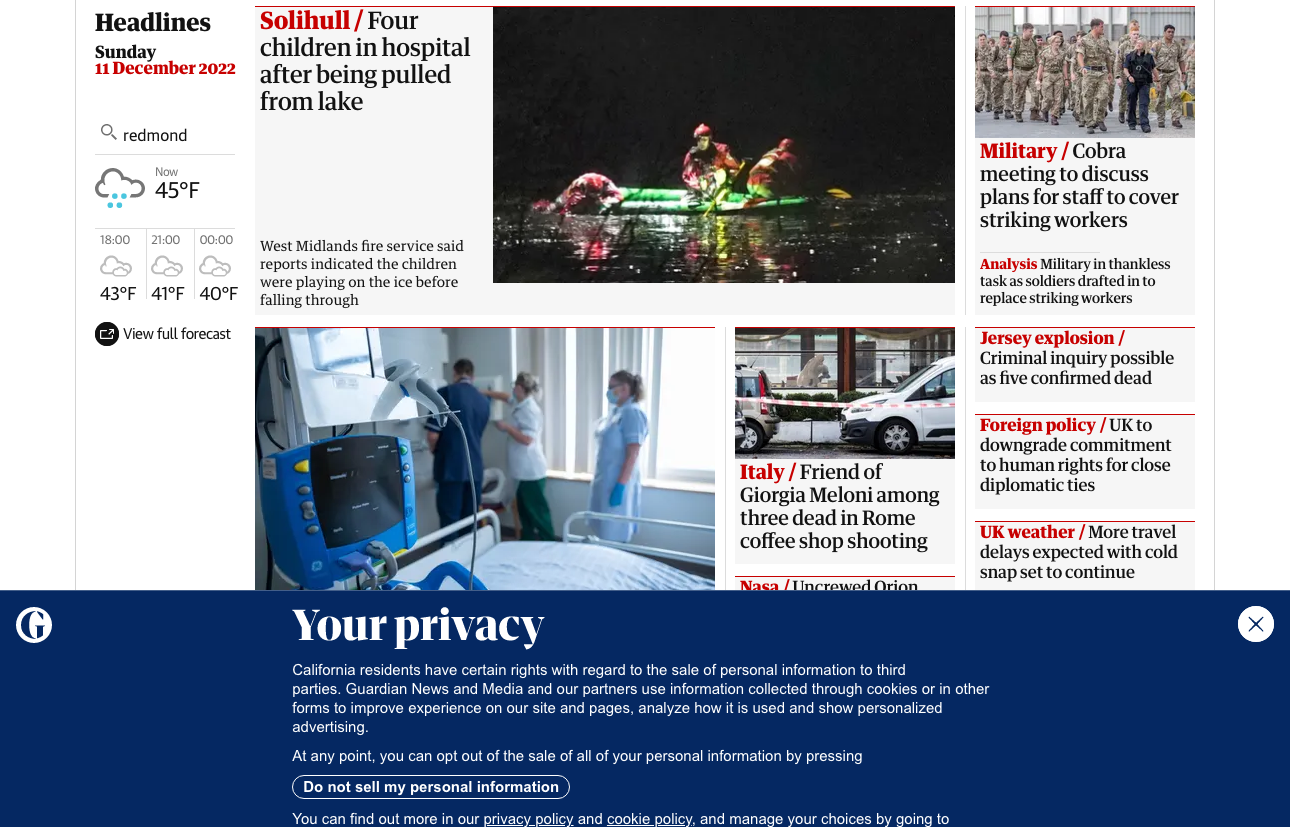 Headlines
Sunday
11 December 2022
redmond
Now
45°F
18:00
43°F
21:00
41°F
00:00
40°F
View full forecast
Solihull / Four
children in hospital
after being pulled
from lake
West Midlands fire service said
reports indicated the children
were playing on the ice before
falling through
Military / Cobra
meeting to discuss
plans for staff to cover
striking workers
Analysis Military in thankless
task as soldiers drafted in to
replace striking workers
Italy / Friend of
Giorgia Meloni among
three dead in Rome
coffee shop shooting
Nasa / Uncrewed Orion
Jersey explosion /
Criminal inquiry possible
as five confirmed dead
Foreign policy / UK to
downgrade commitment
to human rights for close
diplomatic ties
UK weather / More travel
delays expected with cold
snap set to continue
G
Your privacy
California residents have certain rights with regard to the sale of personal information to third
parties. Guardian News and Media and our partners use information collected through cookies or in other
forms to improve experience on our site and pages, analyze how it is used and show personalized
advertising.
At any point, you can opt out of the sale of all of your personal information by pressing
Do not sell my personal information
You can find out more in our privacy policy and cookie policy, and manage your choices by going to